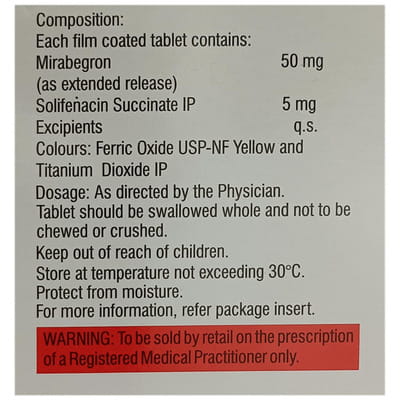 Composition:
Each film coated tablet contains:
Mirabegron 50 mg
(as extended release)
Solifenacin Succinate IP 5 mg
Excipients q.s.
Colours: Ferric Oxide USP-NF Yellow and
Titanium Dioxide IP
Dosage: As directed by the Physician.
Tablet should be swallowed whole and not to be
chewed or crushed.
Keep out of reach of children.
Store at temperature not exceeding 30°C.
Protect from moisture.
For more information, refer package insert.
WARNING: To be sold by retail on the prescription
of a Registered Medical Practitioner only.